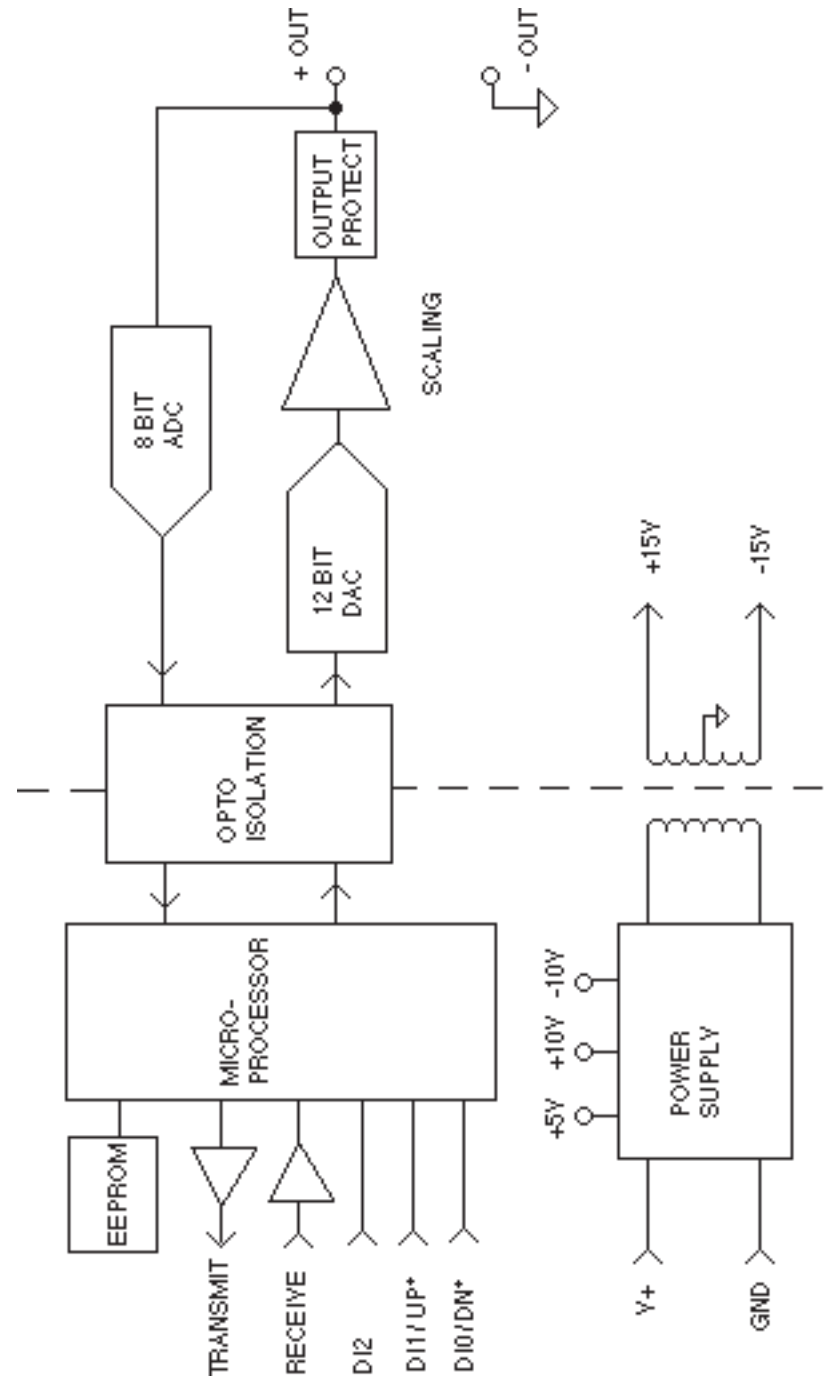 EEPROM
TRANSMIT
RECEIVE
DI2
DI1/UP*
DI0/DN*
MICRO-
PROCESSOR
OPTO
ISOLATION
8 BIT
ADC
12 BIT
DAC
SCALING
OUTPUT
PROTECT
+ OUT
- OUT
V+
GND
+5V
+10V
-10V
POWER
SUPPLY
+15V
-15V